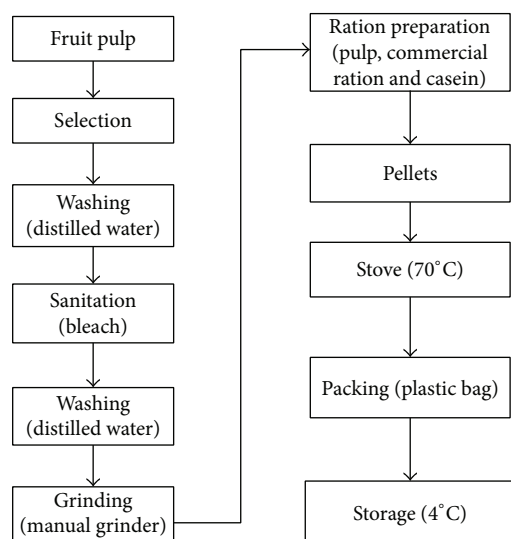 Fruit pulp
Selection
Washing
(distilled water)
Sanitation
(bleach)
Washing
(distilled water)
Grinding
(manual grinder)
Ration preparation
(pulp, commercial
ration and casein)
Pellets
Stove (70°C)
Packing (plastic bag)
Storage (4°C)